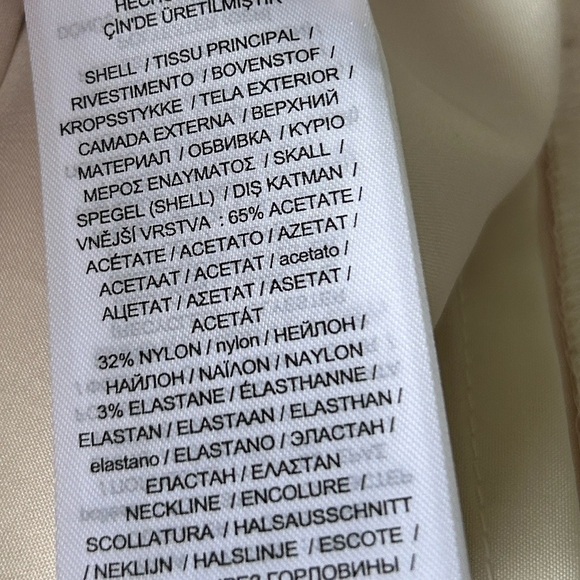 ÇİN'DE ÜRETİLMİŞTİR
SHELL / TISSU PRINCIPAL /
RIVESTIMENTO / BOVENSTOF /
KROPSSTYKKE / TELA EXTERIOR /
CAMADA EXTERNA / ВЕРХНИЙ
МАТЕРИАЛ / ОБВИВКА / ΚΥΡΙΟ
ΜΕΡΟΣ ΕΝΔΥΜΑΤΟΣ / SKALL /
SPEGEL (SHELL) / DIŞ KATMAN /
VNĚJŠÍ VRSTVA : 65% ACETATE /
ACÉTATE / ACETATO / AZETAT /
ACETAAT / ACETAT / acetato /
АЦЕТАТ / ΑΣΕΤΑΤ / ASETAT /
ACETÁT
32% NYLON / nylon / НЕЙЛОН /
НАЙЛОН / ΝΑΪΛΟΝ / NAYLON
3% ELASTANE / ÉLASTHANNE /
ELASTAN / ELASTAAN / ELASTHAN /
elastano / ELASTANO / ЭЛАСТАН /
ЕЛАСТАН / ΕΛΑΣΤΑΝ
NECKLINE / ENCOLURE /
SCOLLATURA / HALSAUSSCHNITT
/ NEKLIJN / HALSLINJE / ESCOTE /
ГОРЛОВИНЫ /